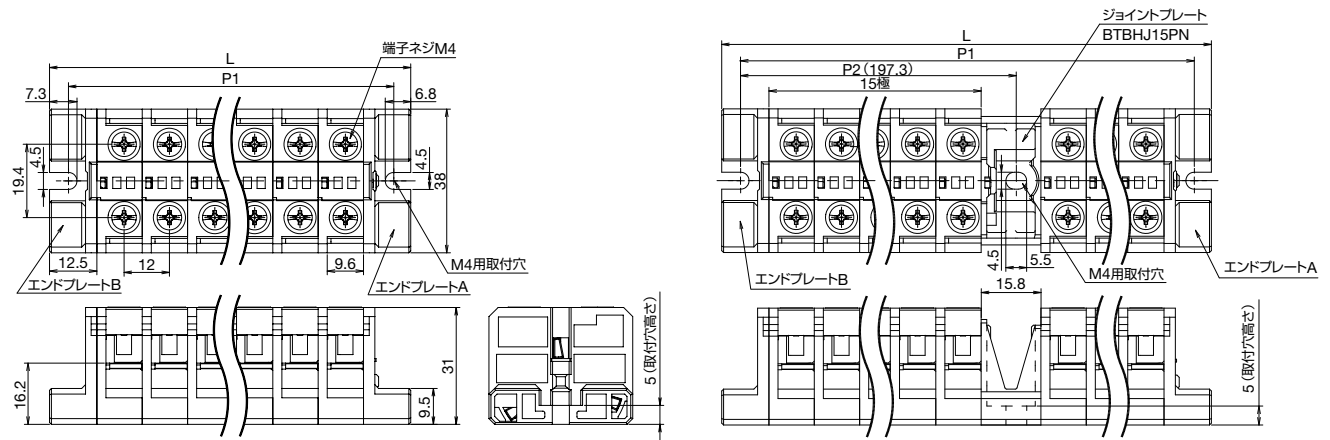 端子ネジM4
L
P1
7.3
6.8
4.5
19.4
4.5
38
12.5
12
9.6
M4用取付穴
エンドプレートB
エンドプレートA
16.2
31
9.5
5（取付穴高さ）
ジョイントプレート
BTBHJ15PN
L
P1
P2（197.3）
15極
4.5
5.5
M4用取付穴
15.8
エンドプレートB
エンドプレートA
5（取付穴高さ）